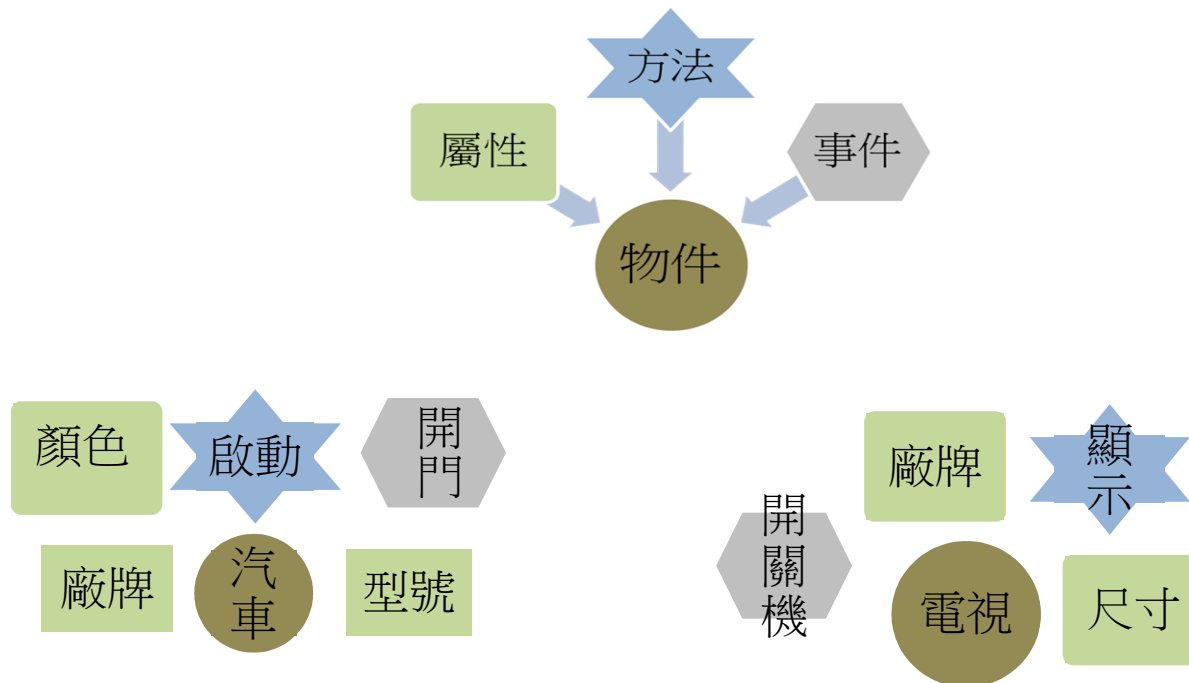 方法
屬性
事件
物件
顏色
啟動
開
門
廠牌
汽
車
型號
廠牌
顯
示
開
關
機
電視
尺寸